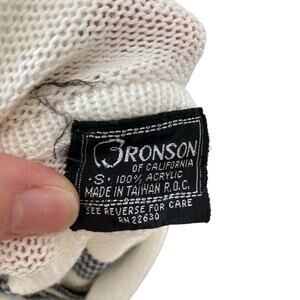 BRONSON
OF CALIFORNIA
·S· 100% ACRYLIC
MADE IN TAIWAN R.O.C.
SEE REVERSE FOR CARE
RN 22630